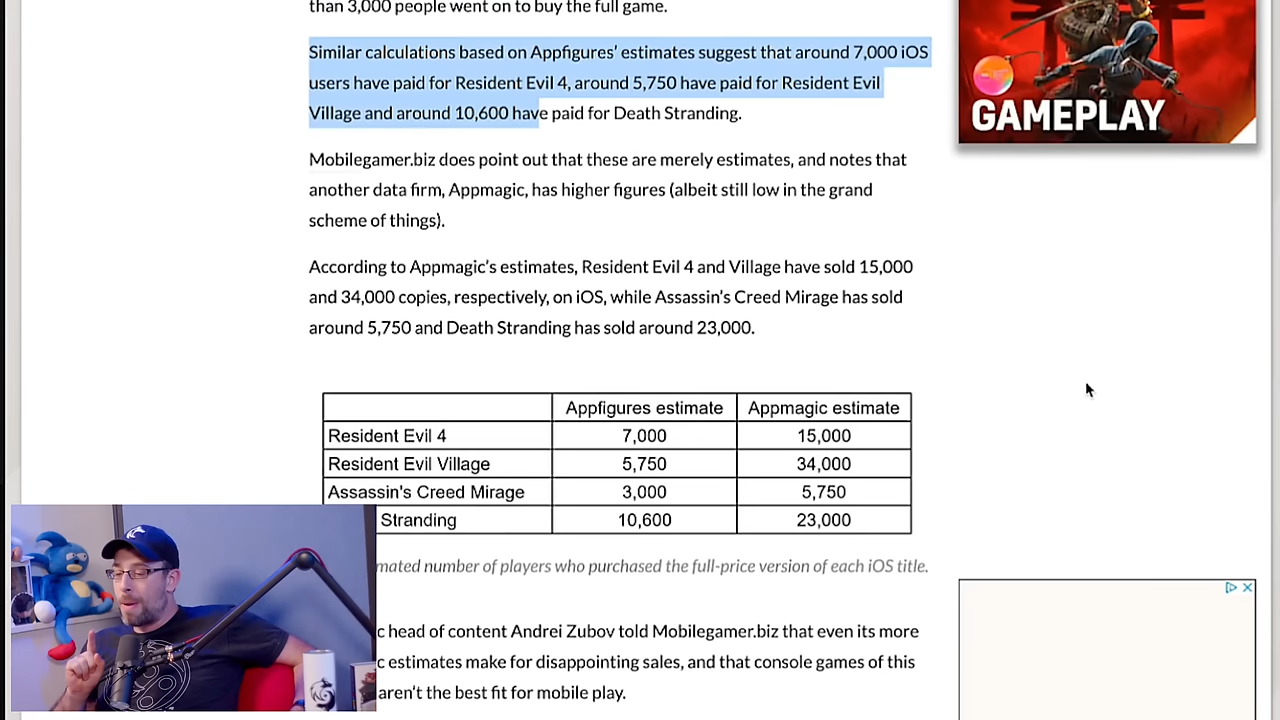 than 3,000 people went on to buy the full game.
Similar calculations based on Appfigures' estimates suggest that around 7,000 iOS
users have paid for Resident Evil 4, around 5,750 have paid for Resident Evil
Village and around 10,600 have paid for Death Stranding.
Mobilegamer.biz does point out that these are merely estimates, and notes that
another data firm, Appmagic, has higher figures (albeit still low in the grand
scheme of things).
According to Appmagic's estimates, Resident Evil 4 and Village have sold 15,000
and 34,000 copies, respectively, on iOS, while Assassin's Creed Mirage has sold
around 5,750 and Death Stranding has sold around 23,000.
GAMEPLAY
Appfigures estimate Appmagic estimate
Resident Evil 4 7,000 15,000
Resident Evil Village 5,750 34,000
Assassin's Creed Mirage 3,000 5,750
Stranding 10,600 23,000
mated number of players who purchased the full-price version of each iOS title.
c head of content Andrei Zubov told Mobilegamer.biz that even its more
c estimates make for disappointing sales, and that console games of this
aren't the best fit for mobile play.